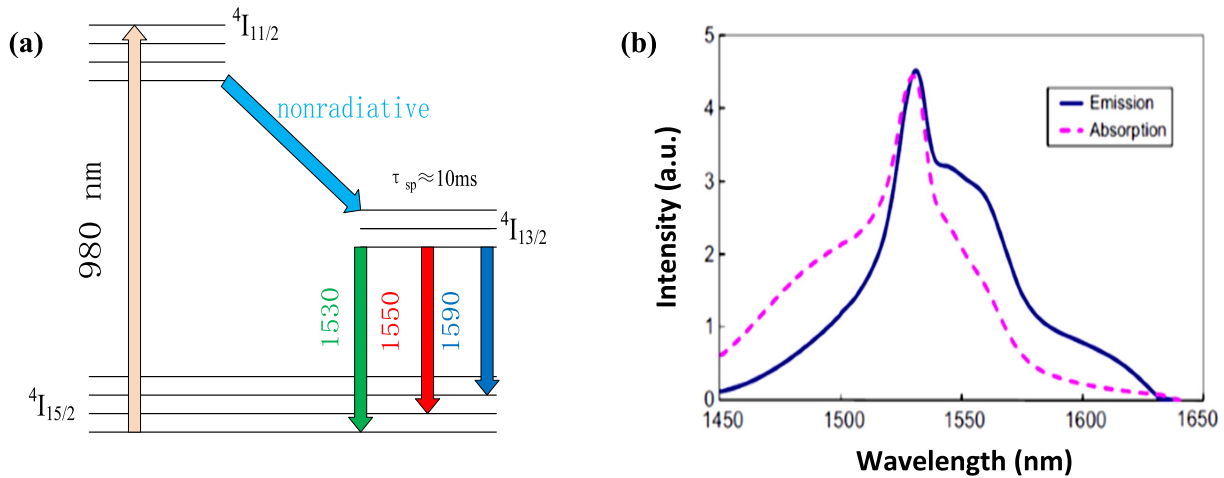 (a)
⁴I₁₁/₂
nonradiative
980 nm
τ sp≈10ms
⁴I₁₃/₂
1530
1550
1590
⁴I₁₅/₂
(b)
5
4
3
2
1
0
Emission
Absorption
Intensity (a.u.)
1450 1500 1550 1600 1650
Wavelength (nm)